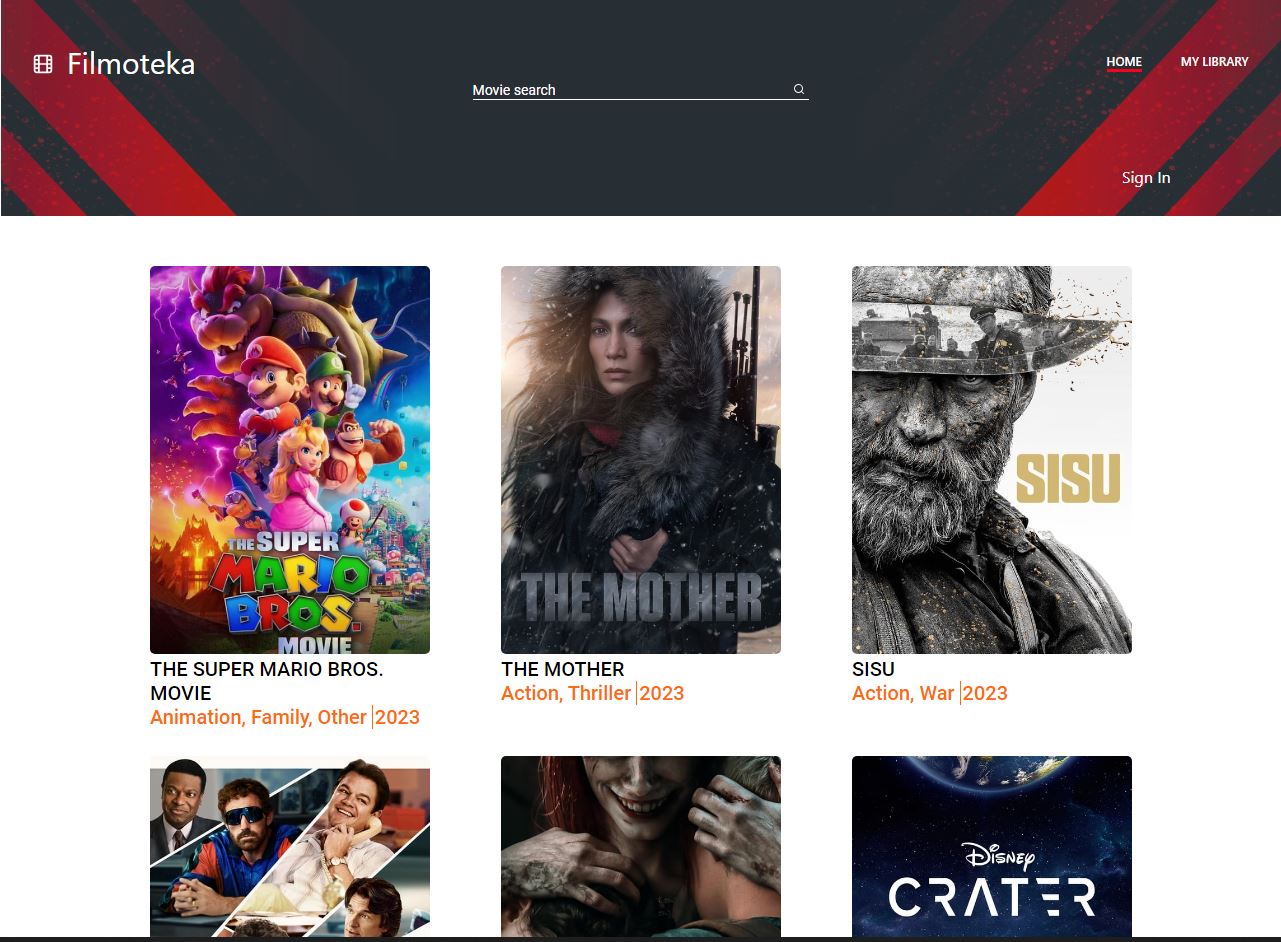 Filmoteka
HOME
MY LIBRARY
Movie search
Sign In
THE SUPER
MARIO
BROS.
MOVIE
THE MOTHER
SISU
THE SUPER MARIO BROS.
MOVIE
Animation, Family, Other | 2023
THE MOTHER
Action, Thriller | 2023
SISU
Action, War | 2023
Disney
CRATER